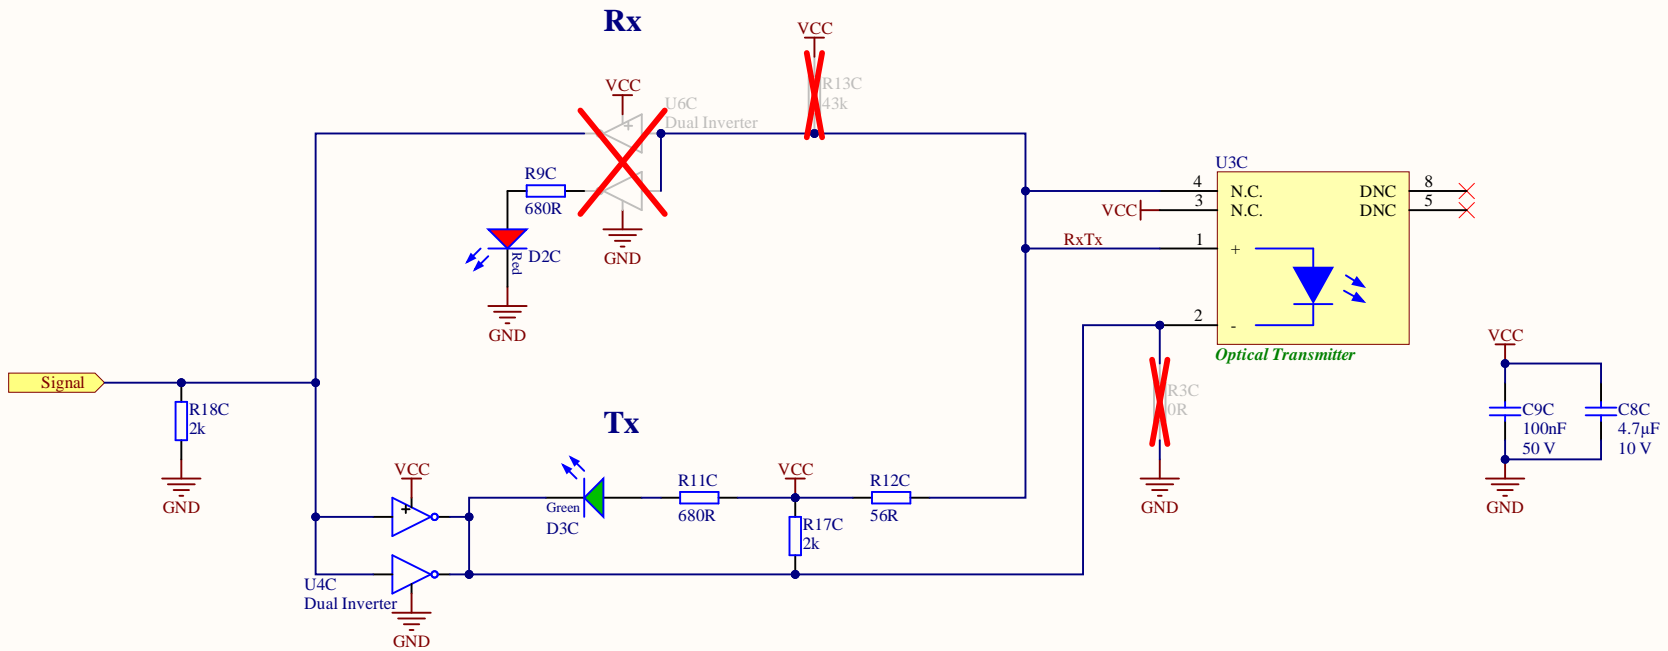 Rx
VCC
R13C
43k
VCC
U6C
Dual Inverter
+
R9C
680R
Red
D2C
GND
GND
U3C
4
N.C.
DNC
8
VCC
3
N.C.
DNC
5
RxTx
1
+
2
-
Optical Transmitter
Signal
R18C
2k
GND
Tx
VCC
+
Green
D3C
R11C
680R
VCC
R17C
2k
R12C
56R
U4C
Dual Inverter
GND
R3C
0R
GND
VCC
C9C
100nF
50 V
C8C
4.7µF
10 V
GND